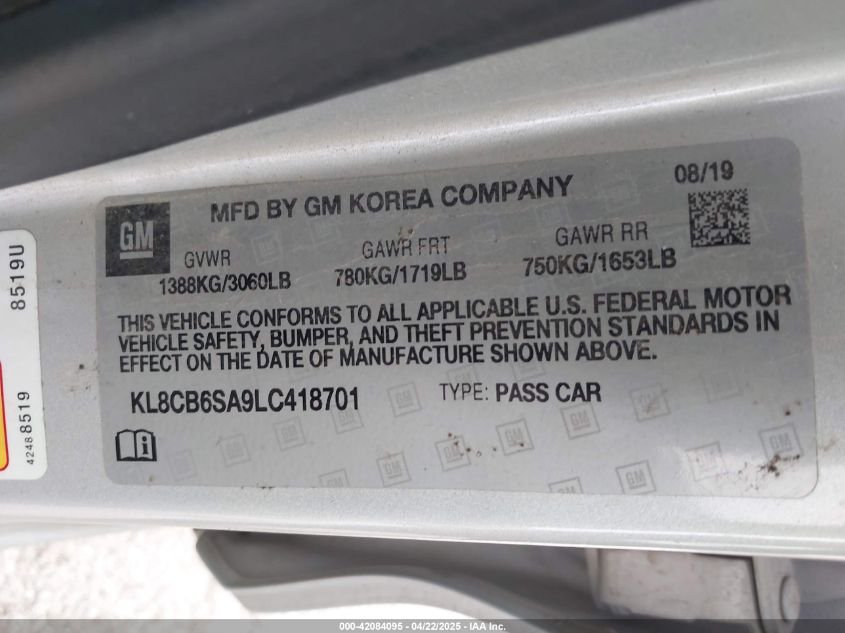 08/19
GM
MFD BY GM KOREA COMPANY
GVWR GAWR FRT GAWR RR
1388KG/3060LB 780KG/1719LB 750KG/1653LB
THIS VEHICLE CONFORMS TO ALL APPLICABLE U.S. FEDERAL MOTOR
VEHICLE SAFETY, BUMPER, AND THEFT PREVENTION STANDARDS IN
EFFECT ON THE DATE OF MANUFACTURE SHOWN ABOVE.
KL8CB6SA9LC418701 TYPE: PASS CAR
8519U
42488519
000-42084095 - 04/22/2025 - IAA Inc.